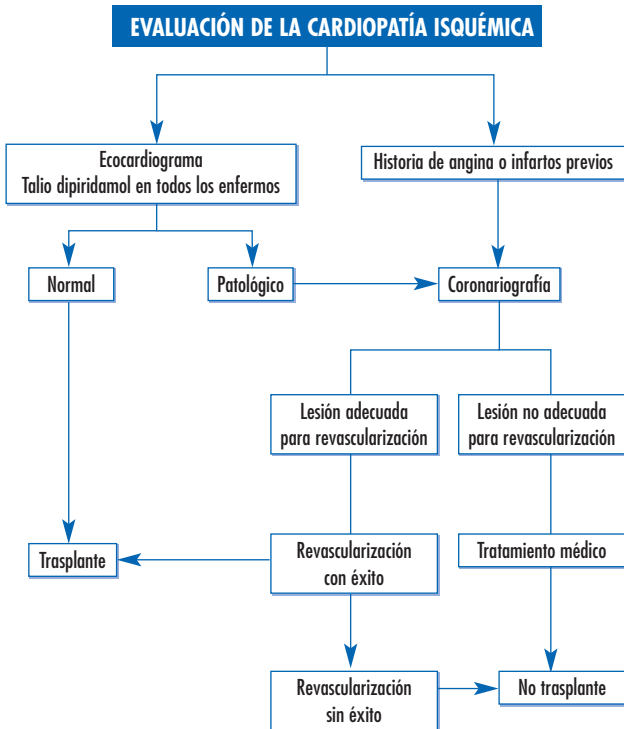 EVALUACIÓN DE LA CARDIOPATÍA ISQUÉMICA
Ecocardiograma
Talio dipiridamol en todos los enfermos
Historia de angina o infartos previos
Normal
Patológico
Coronariografía
Lesión adecuada
para revascularización
Lesión no adecuada
para revascularización
Trasplante
Revascularización
con éxito
Tratamiento médico
Revascularización
sin éxito
No trasplante